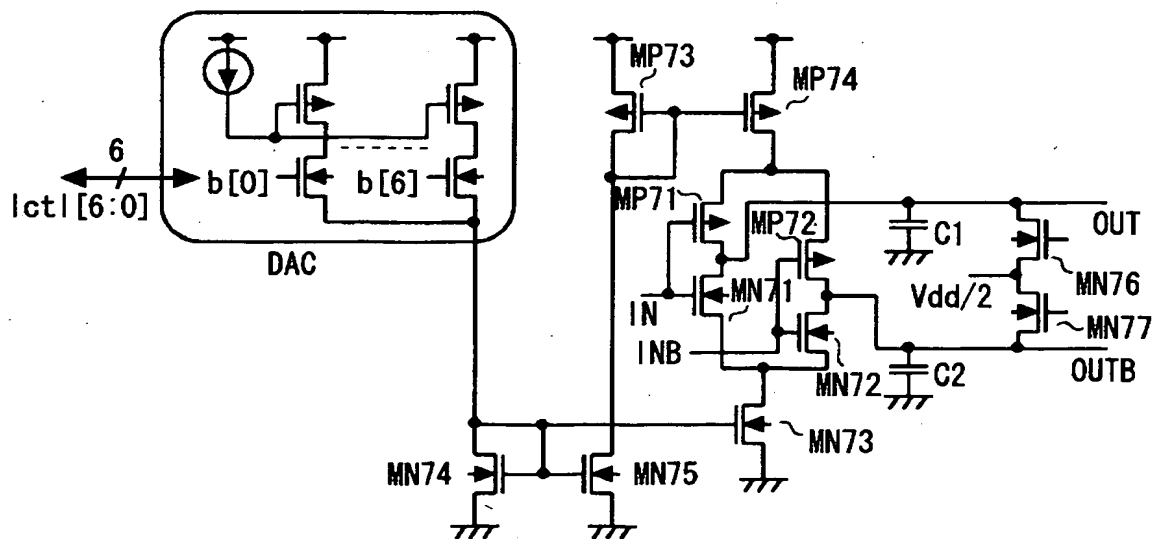 MP73
MP74
6
b[0]
b[6]
Ictl[6:0]
DAC
MP71
MP72
C1
OUT
MN71
MN76
IN
Vdd/2
INB
MN77
MN72
C2
OUTB
MN73
MN74
MN75